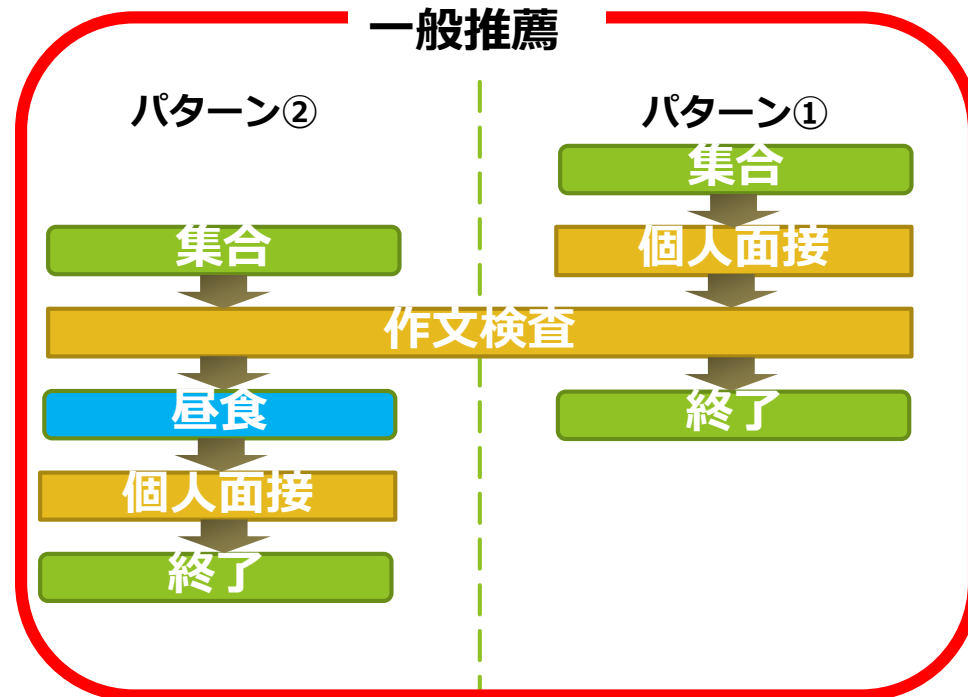 一般推薦
パターン②
集合
作文検査
昼食
個人面接
終了
パターン①
集合
個人面接
終了